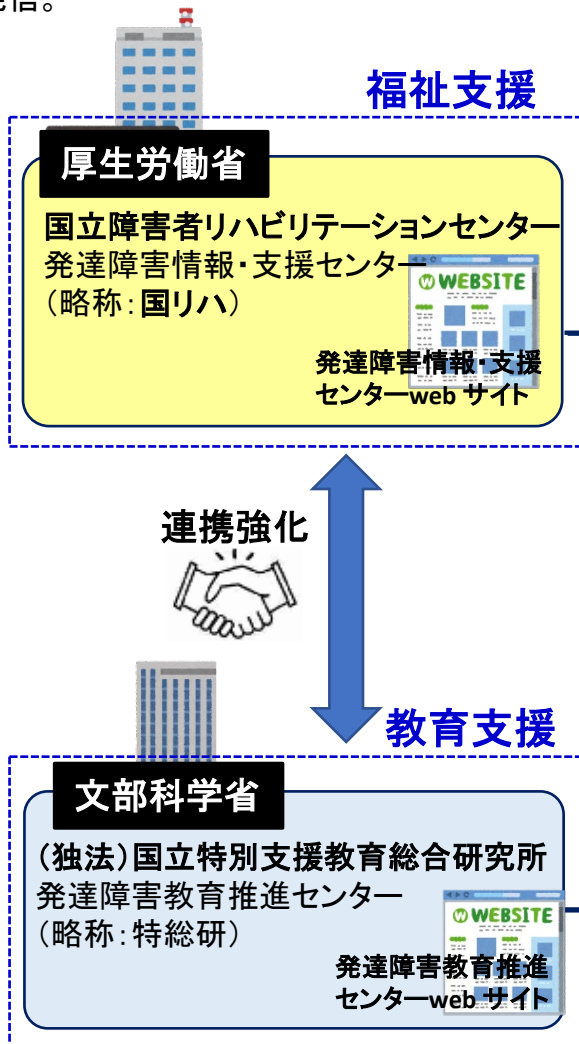 発信。
福祉支援
厚生労働省
国立障害者リハビリテーションセンター
発達障害情報・支援センター
（略称：国リハ）
WEBSITE
発達障害情報・支援
センターweb サイト
連携強化
教育支援
文部科学省
（独法）国立特別支援教育総合研究所
発達障害教育推進センター
（略称：特総研）
WEBSITE
発達障害教育推進
センターweb サイト